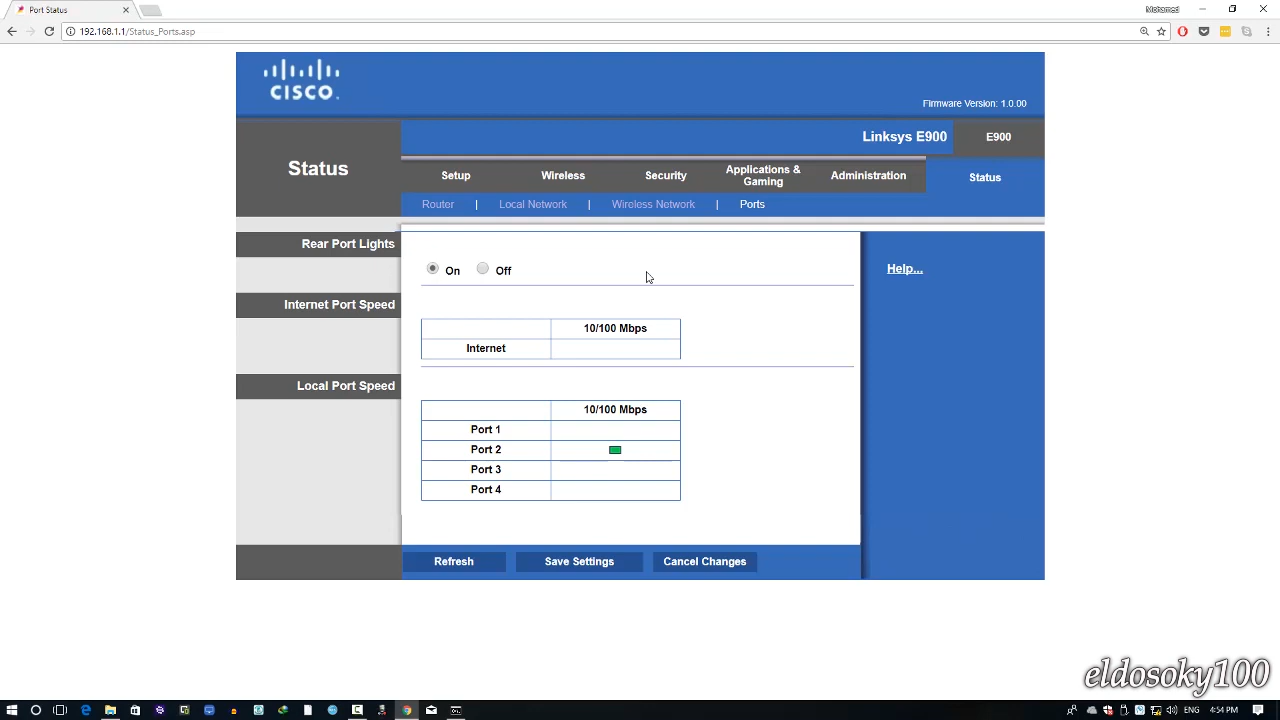 Port Status
Mohamed
192.168.1.1/Status_Ports.asp
CISCO.
Firmware Version: 1.0.00
Linksys E900
E900
Status
Setup
Wireless
Security
Applications & Gaming
Administration
Status
Router | Local Network | Wireless Network | Ports
Rear Port Lights
On Off
Help...
Internet Port Speed
10/100 Mbps
Internet
Local Port Speed
10/100 Mbps
Port 1
Port 2
Port 3
Port 4
Refresh
Save Settings
Cancel Changes
eldosoky100
ENG
4:54 PM